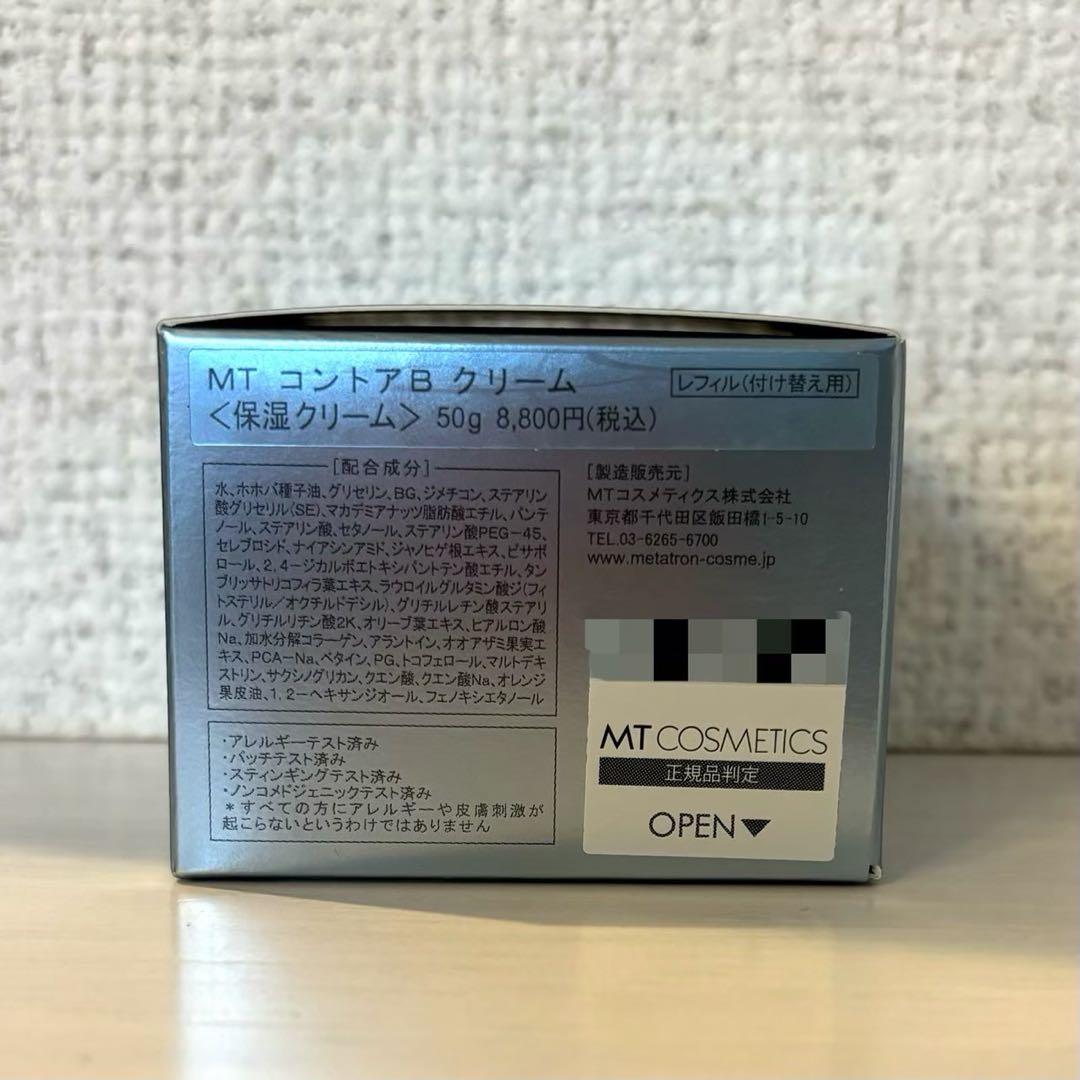 MT コントアB クリーム
レフィル(付け替え用)
<保湿クリーム> 50g 8,800円(税込)
[配合成分]
水、ホホバ種子油、グリセリン、BG、ジメチコン、ステアリン
酸グリセリル(SE)、マカデミアナッツ脂肪酸エチル、パンテ
ノール、ステアリン酸、セタノール、ステアリン酸PEG-45、
セレブロシド、ナイアシンアミド、ジャノヒゲ根エキス、ビサボ
ロール、2,4-ジカルボエトキシパントテン酸エチル、タン
ブリッサトリコフィラ葉エキス、ラウロイルグルタミン酸ジ(フィ
トステリル/オクチルドデシル)、グリチルレチン酸ステアリ
ル、グリチルリチン酸2K、オリーブ葉エキス、ヒアルロン酸
Na、加水分解コラーゲン、アラントイン、オオアザミ果実エ
キス、PCA-Na、ベタイン、PG、トコフェロール、マルトデキ
ストリン、サクシノグリカン、クエン酸、クエン酸Na、オレンジ
果皮油、1,2-ヘキサンジオール、フェノキシエタノール
・アレルギーテスト済み
・パッチテスト済み
・スティンギングテスト済み
・ノンコメドジェニックテスト済み
*すべての方にアレルギーや皮膚刺激が
起こらないというわけではありません
[製造販売元]
MTコスメティクス株式会社
東京都千代田区飯田橋1-5-10
TEL.03-6265-6700
www.metatron-cosme.jp
MT COSMETICS
正規品判定
OPEN▼